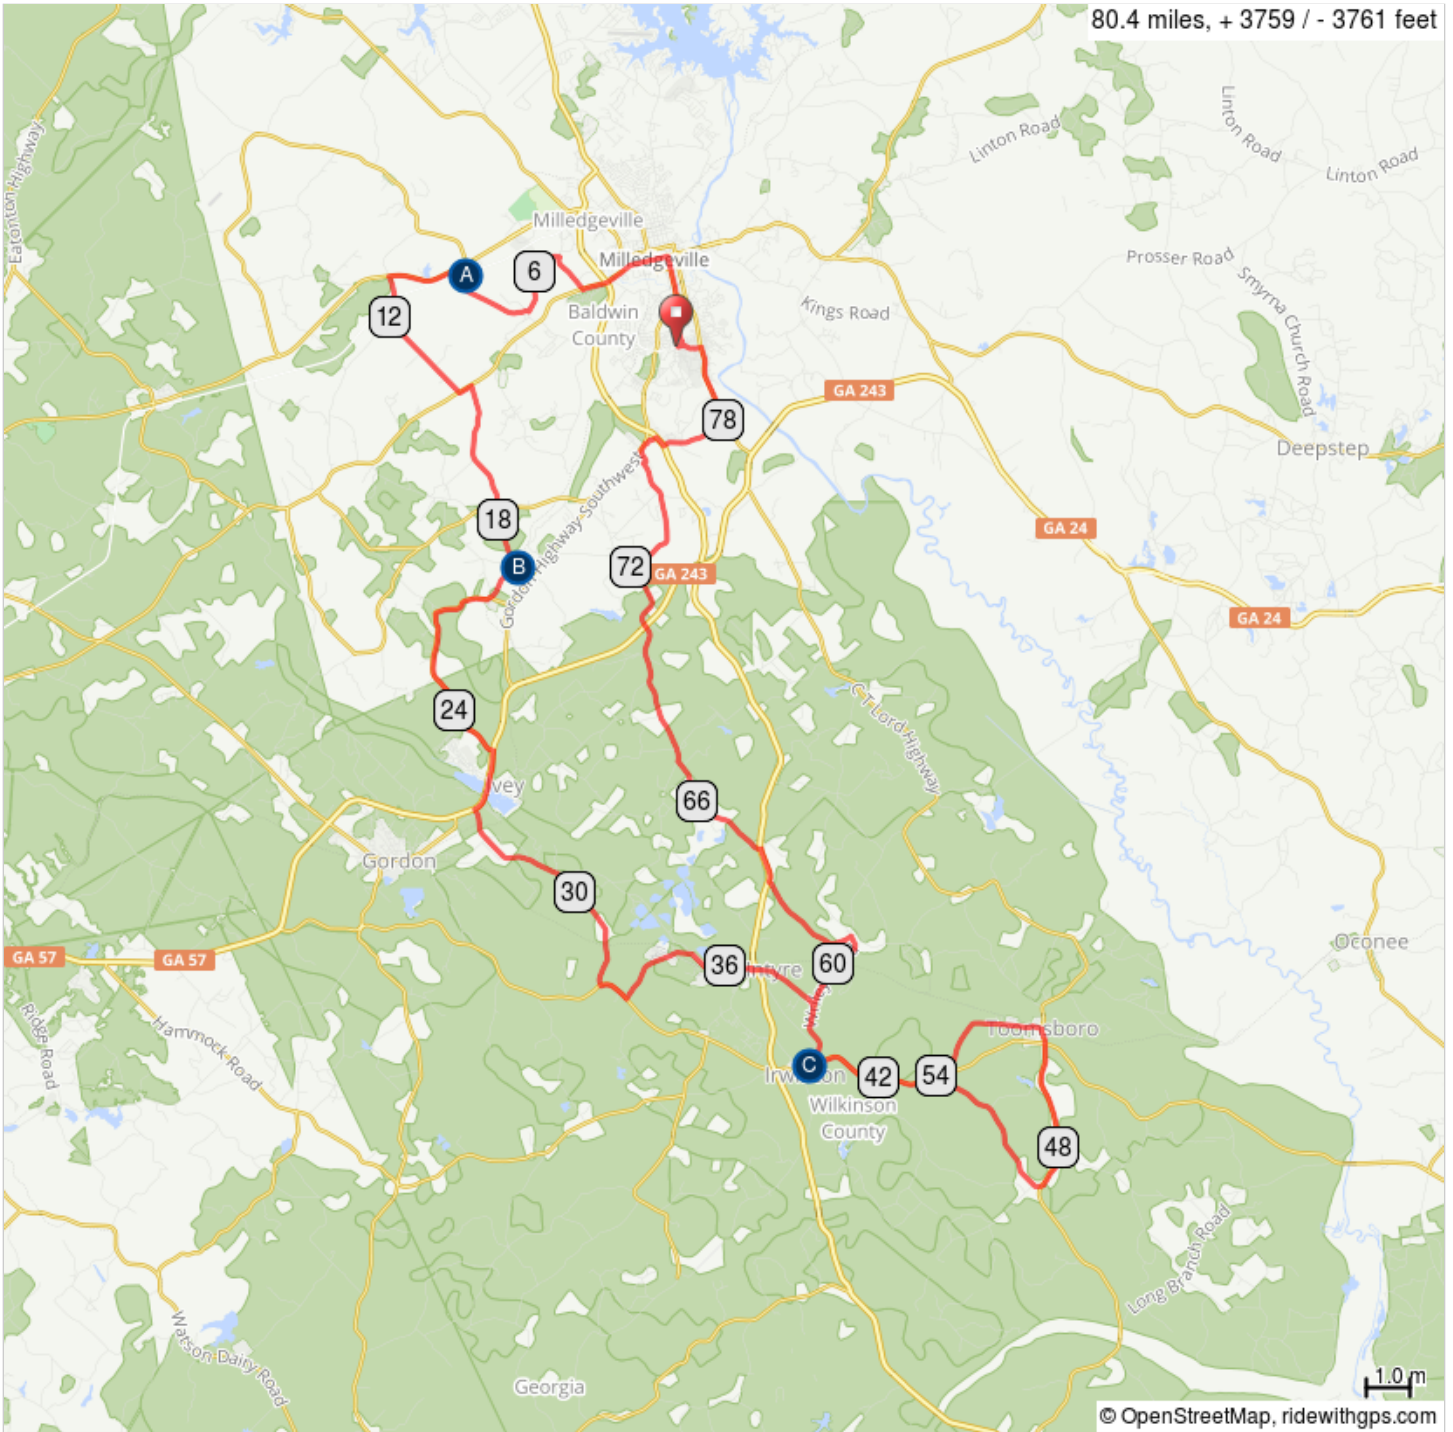 80.4 miles, + 3759 / - 3761 feet
Eatonton Highway
Linton Road
Linton Road
Linton Road
Milledgeville
Milledgeville
Prosser Road
Smyrna Church Road
A
6
12
Baldwin
County
Kings Road
GA 243
78
Deepstep
Gordon Highway Southwest
18
GA 24
B
72
GA 243
GA 24
24
C T Lord Highway
vey
66
Gordon
30
GA 57
GA 57
36
ntyre
60
Oconee
Ridge Road
Hammock Road
Toomsboro
C
42
54
Wilkinson
County
48
Long Branch Road
Watson Dairy Road
Georgia
1.0 m
© OpenStreetMap, ridewithgps.com